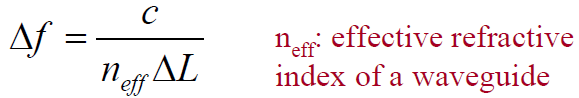 Δf = c / (n_eff ΔL)
n_eff: effective refractive
index of a waveguide